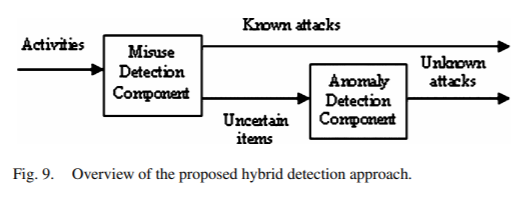 Known attacks
Activities
Misuse
Detection
Component
Uncertain
items
Anomaly
Detection
Component
Unknown
attacks
Fig. 9. Overview of the proposed hybrid detection approach.